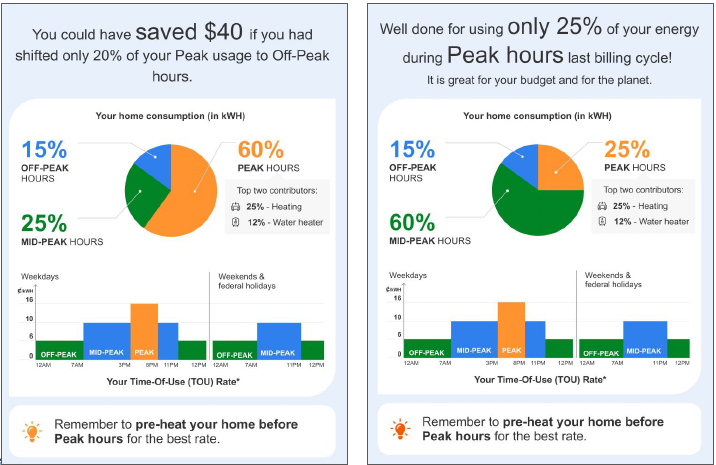 You could have saved $40 if you had
shifted only 20% of your Peak usage to Off-Peak
hours.
Your home consumption (in kWH)
15%
OFF-PEAK
HOURS
60%
PEAK HOURS
Top two contributors:
25% - Heating
12% - Water heater
25%
MID-PEAK HOURS
Weekdays
Weekends &
federal holidays
¢/kWH
16
10
6
0
OFF-PEAK
MID-PEAK
PEAK
OFF-PEAK
MID-PEAK
12AM
7AM
3PM
8PM
11PM
12PM
12AM
7AM
11PM
12PM
Your Time-Of-Use (TOU) Rate*
Remember to pre-heat your home before
Peak hours for the best rate.
Well done for using only 25% of your energy
during Peak hours last billing cycle!
It is great for your budget and for the planet.
Your home consumption (in kWH)
15%
OFF-PEAK
HOURS
25%
PEAK HOURS
Top two contributors:
25% - Heating
12% - Water heater
60%
MID-PEAK HOURS
Weekdays
Weekends &
federal holidays
¢/kWH
16
10
6
0
OFF-PEAK
MID-PEAK
PEAK
OFF-PEAK
MID-PEAK
12AM
7AM
3PM
8PM
11PM
12PM
12AM
7AM
11PM
12PM
Your Time-Of-Use (TOU) Rate*
Remember to pre-heat your home before
Peak hours for the best rate.